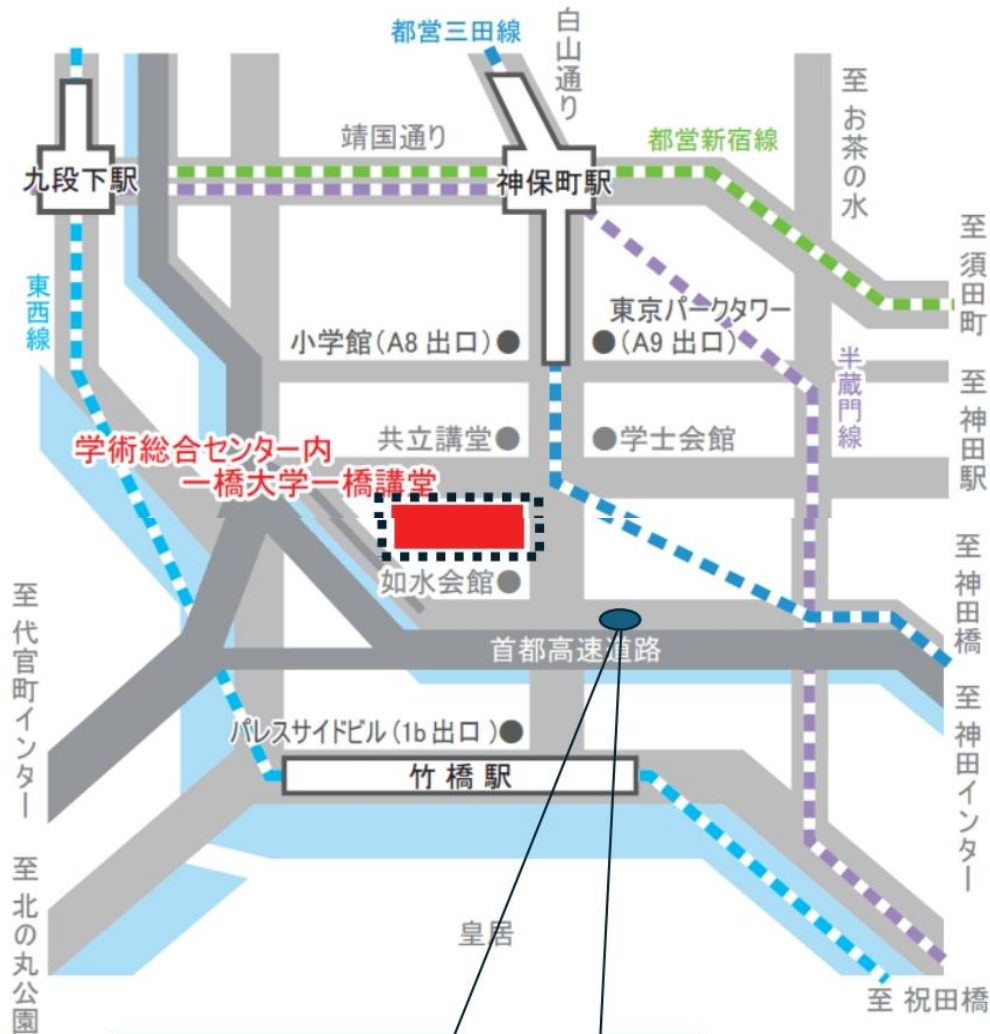 都営三田線
白山通り
至 お茶の水
靖国通り
都営新宿線
九段下駅
神保町駅
至 須田町
東西線
東京パークタワー
小学館(A8 出口)●
●(A9 出口)
半蔵門線
至 神田駅
共立講堂●
●学士会館
学術総合センター内
一橋大学一橋講堂
如水会館●
至 神田橋
至 代官町インター
首都高速道路
至 神田インター
パレスサイドビル(1b 出口)●
竹橋駅
至 北の丸公園
皇居
至 祝田橋